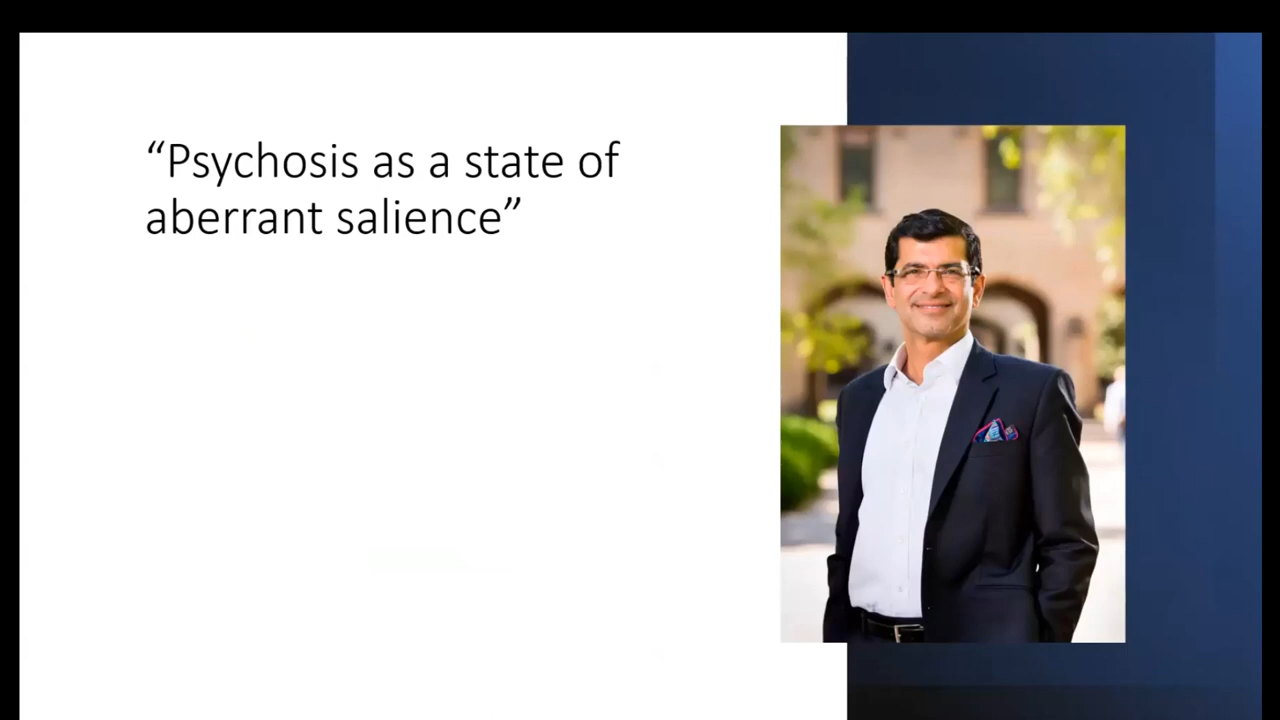 “Psychosis as a state of
aberrant salience”